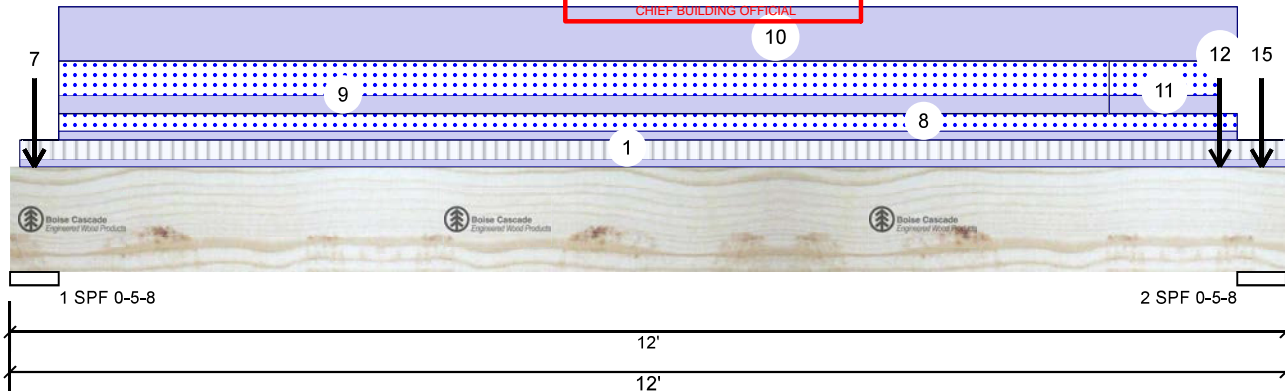 CHIEF BUILDING OFFICIAL
10
7
12
15
9
11
8
1
Boise Cascade
Engineered Wood Products
Boise Cascade
Engineered Wood Products
Boise Cascade
Engineered Wood Products
1 SPF 0-5-8
2 SPF 0-5-8
12'
12'